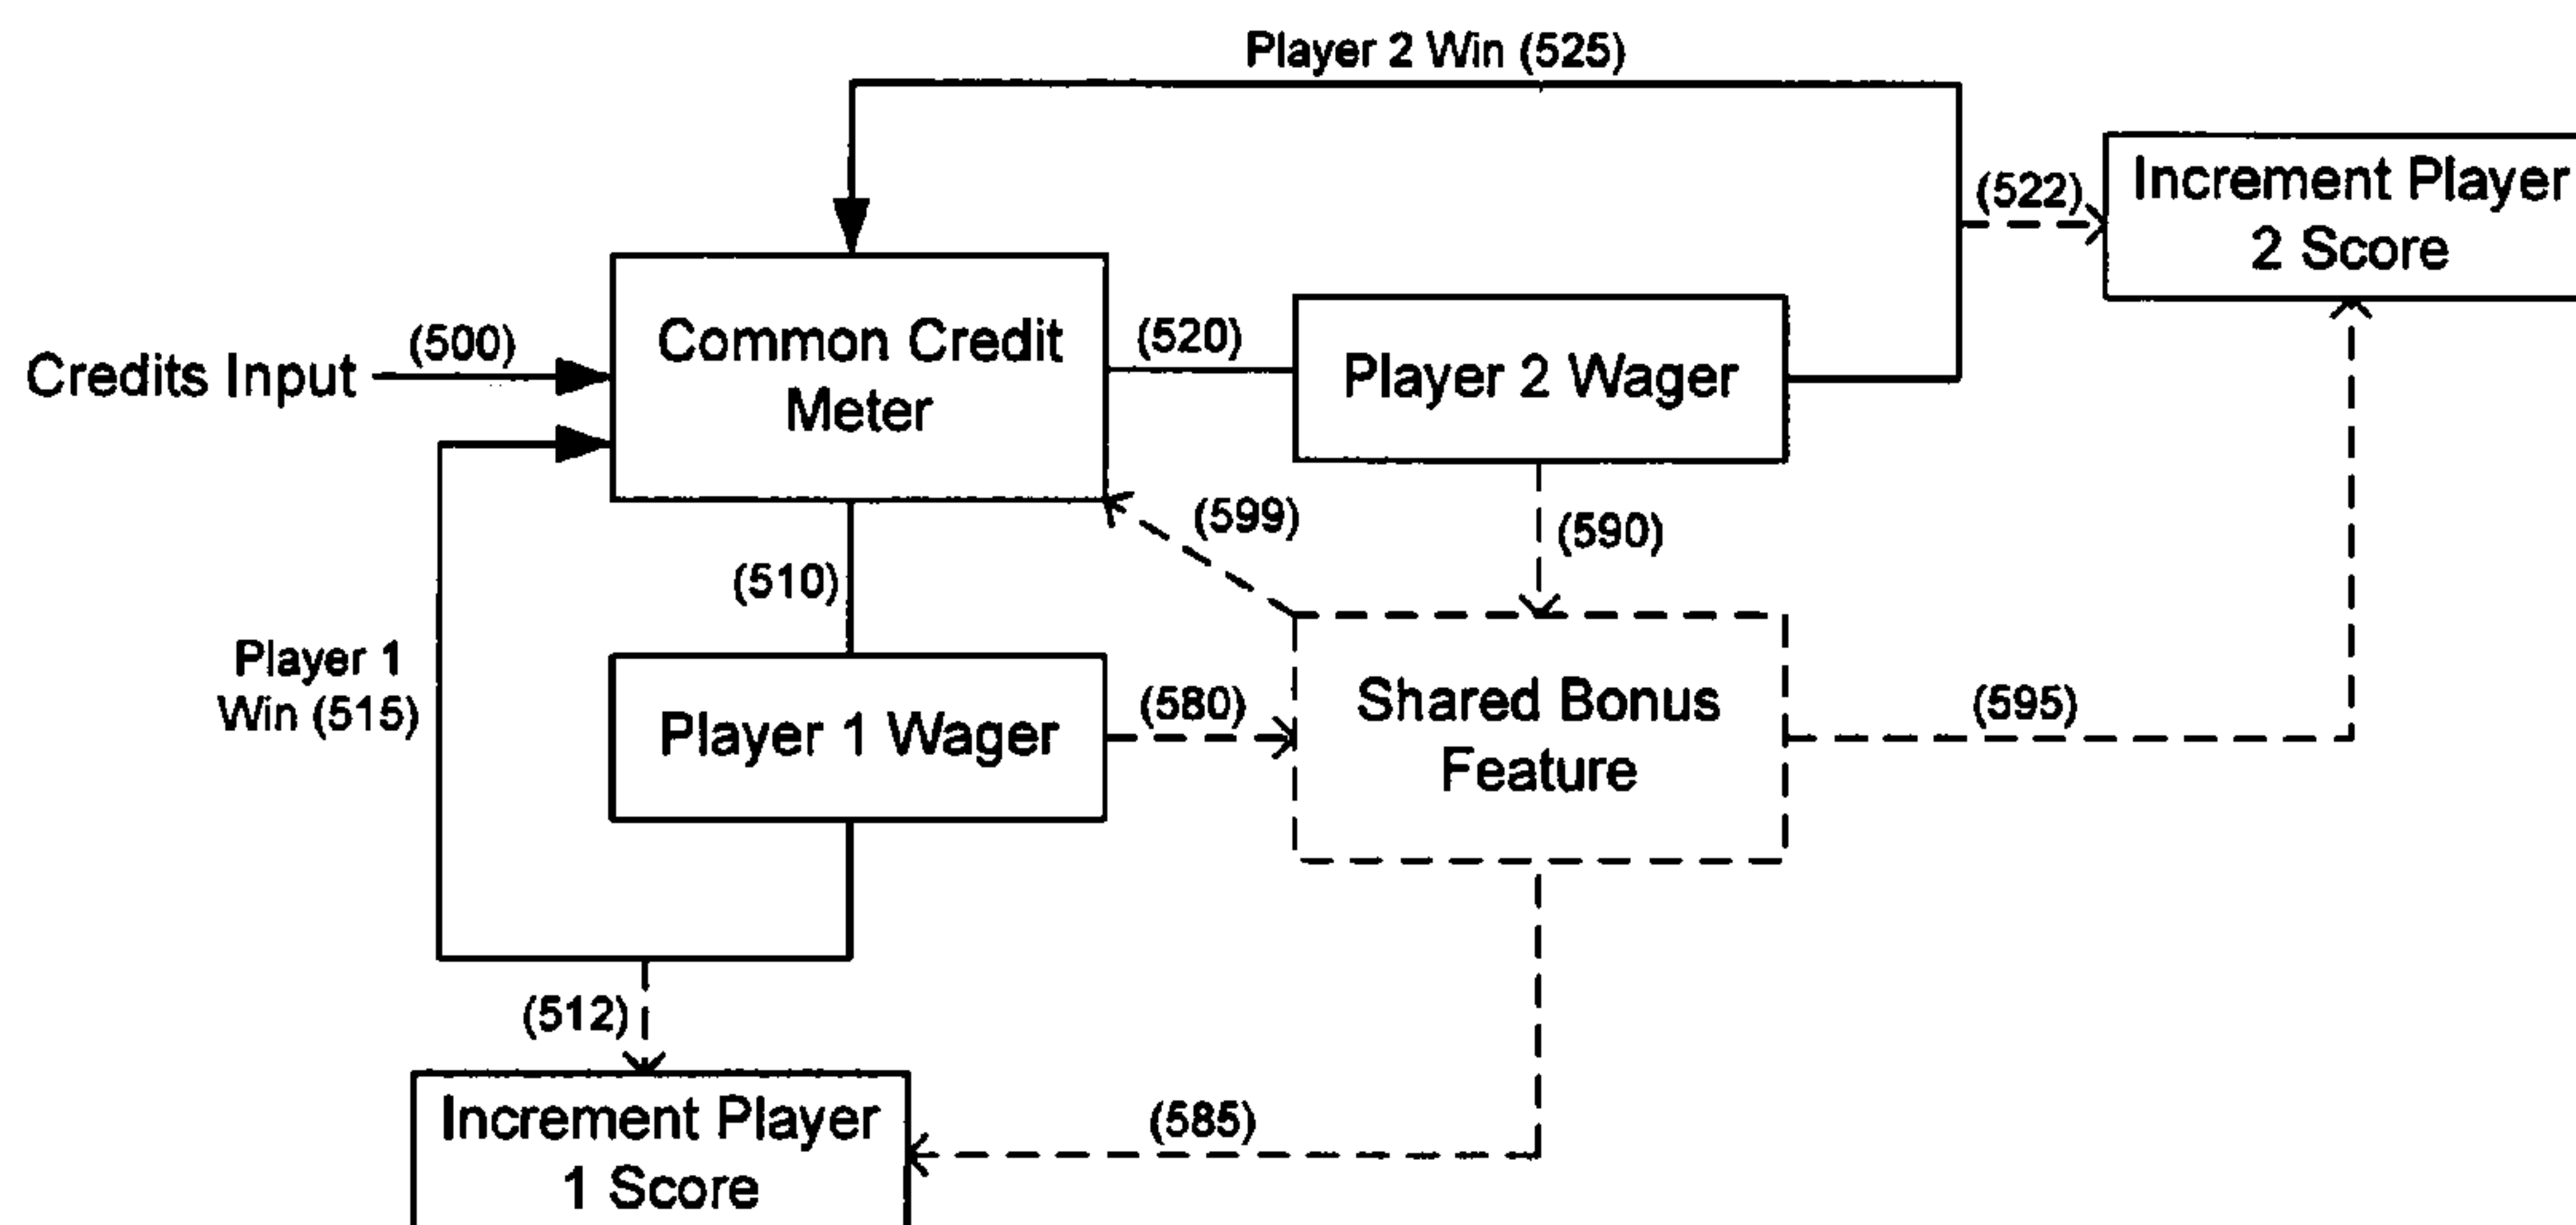 Player 2 Win (525)
(522)
Increment Player
2 Score
Credits Input
(500)
Common Credit
Meter
(520)
Player 2 Wager
(599)
(590)
(510)
Player 1
Win (515)
Player 1 Wager
(580)
Shared Bonus
Feature
(595)
(512)
Increment Player
1 Score
(585)